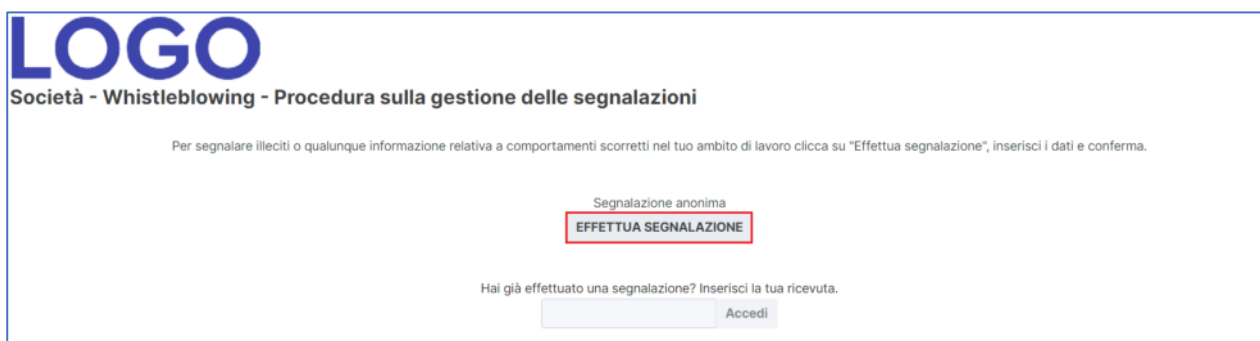 LOGO
Società - Whistleblowing - Procedura sulla gestione delle segnalazioni
Per segnalare illeciti o qualunque informazione relativa a comportamenti scorretti nel tuo ambito di lavoro clicca su "Effettua segnalazione", inserisci i dati e conferma.
Segnalazione anonima
EFFETTUA SEGNALAZIONE
Hai già effettuato una segnalazione? Inserisci la tua ricevuta.
Accedi